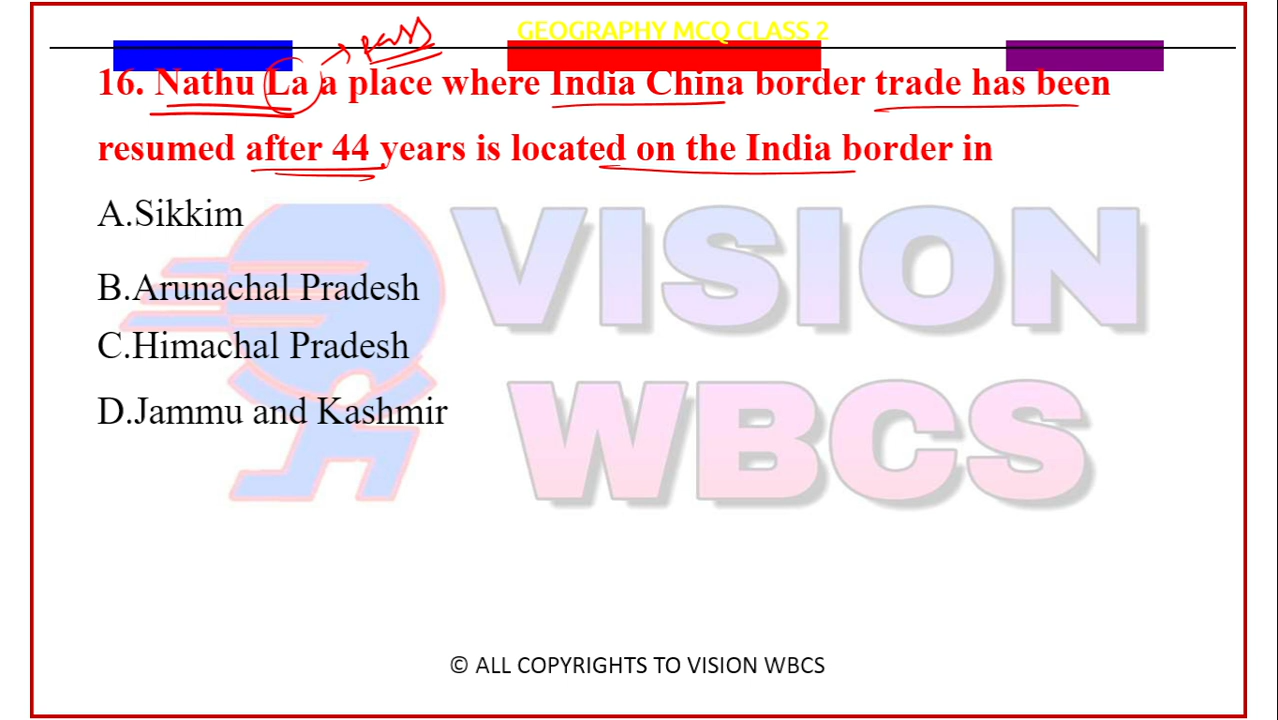 GEOGRAPHY MCQ CLASS 2
pass
16. Nathu La a place where India China border trade has been
resumed after 44 years is located on the India border in
A.Sikkim
B.Arunachal Pradesh
C.Himachal Pradesh
D.Jammu and Kashmir
VISION
WBCS
© ALL COPYRIGHTS TO VISION WBCS